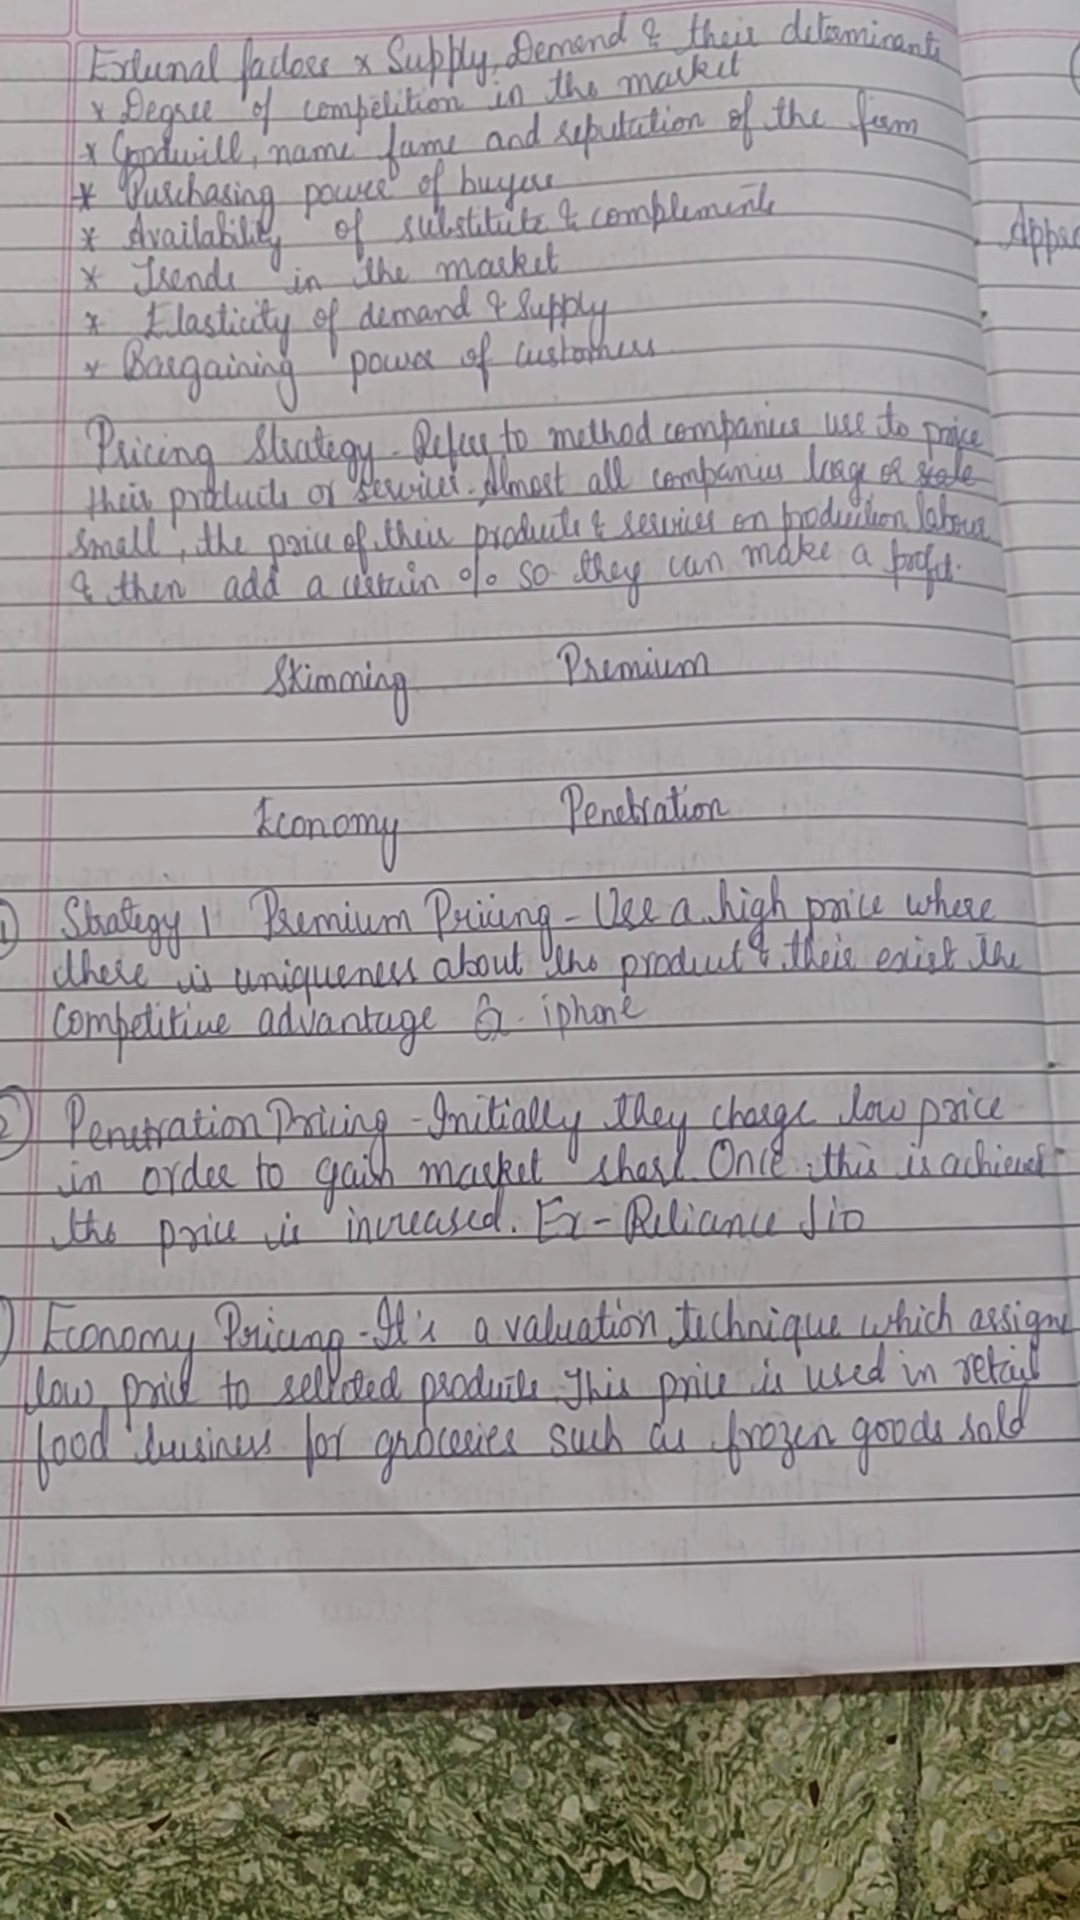 External factors x Supply, Demand & their determinants
x Degree of competition in the market
x Goodwill, name fame and reputation of the firm
x Purchasing power of buyers
x Availability of substitute & complements
x Trends in the market
x Elasticity of demand & supply
x Bargaining power of customers
Appro
Pricing Strategy - Refers to method companies use to price
their products or services. Almost all companies large or
small, the price of their products & services on production, labour
& then add a certain % so they can make a profit.
Skimming Premium
Economy Penetration
1) Strategy 1 Premium Pricing - Use a high price where
there is uniqueness about the product & their exist the
competitive advantage Ex. iphone
2) Penetration Pricing - Initially they charge low price
in order to gain market share. Once this is achieved
the price is increased. Ex - Reliance Jio
) Economy Pricing - It's a valuation technique which assigns
low price to selected products. This price is used in retail
food business for groceries such as frozen goods sold